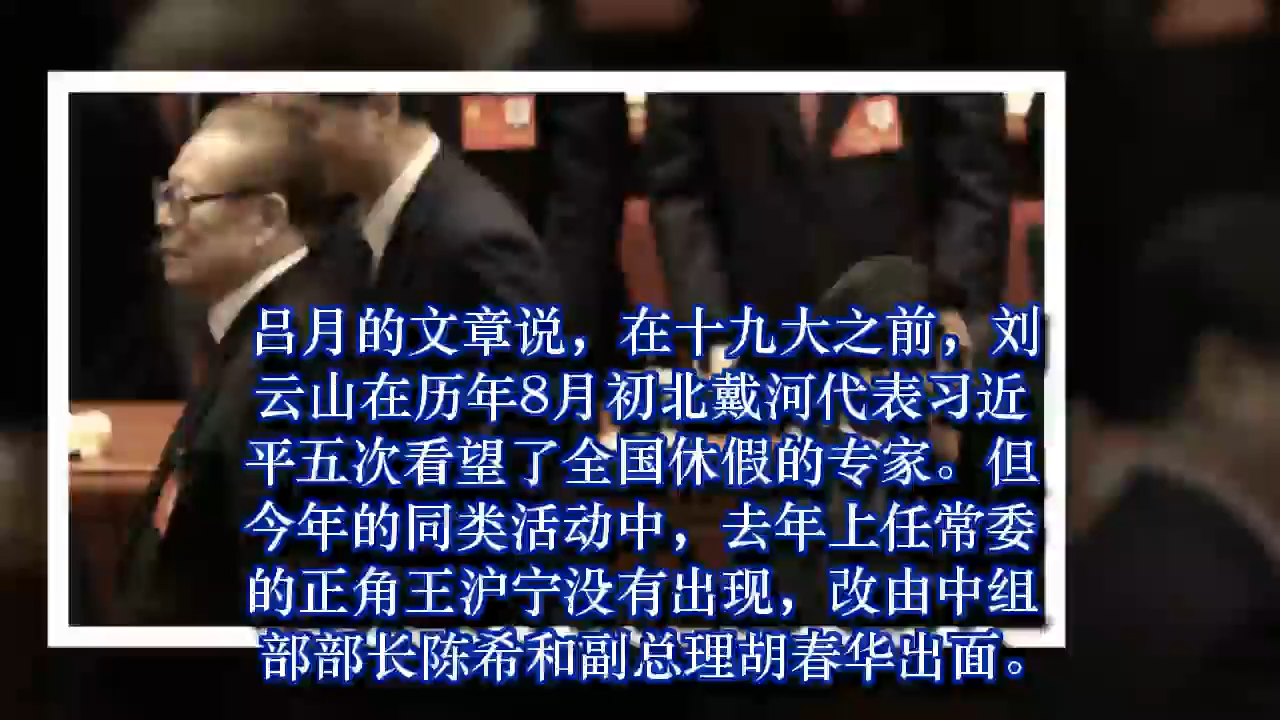 吕月的文章说，在十九大之前，刘
云山在历年8月初北戴河代表习近
平五次看望了全国休假的专家。但
今年的同类活动中，去年上任常委
的正角王沪宁没有出现，改由中组
部部长陈希和副总理胡春华出面。